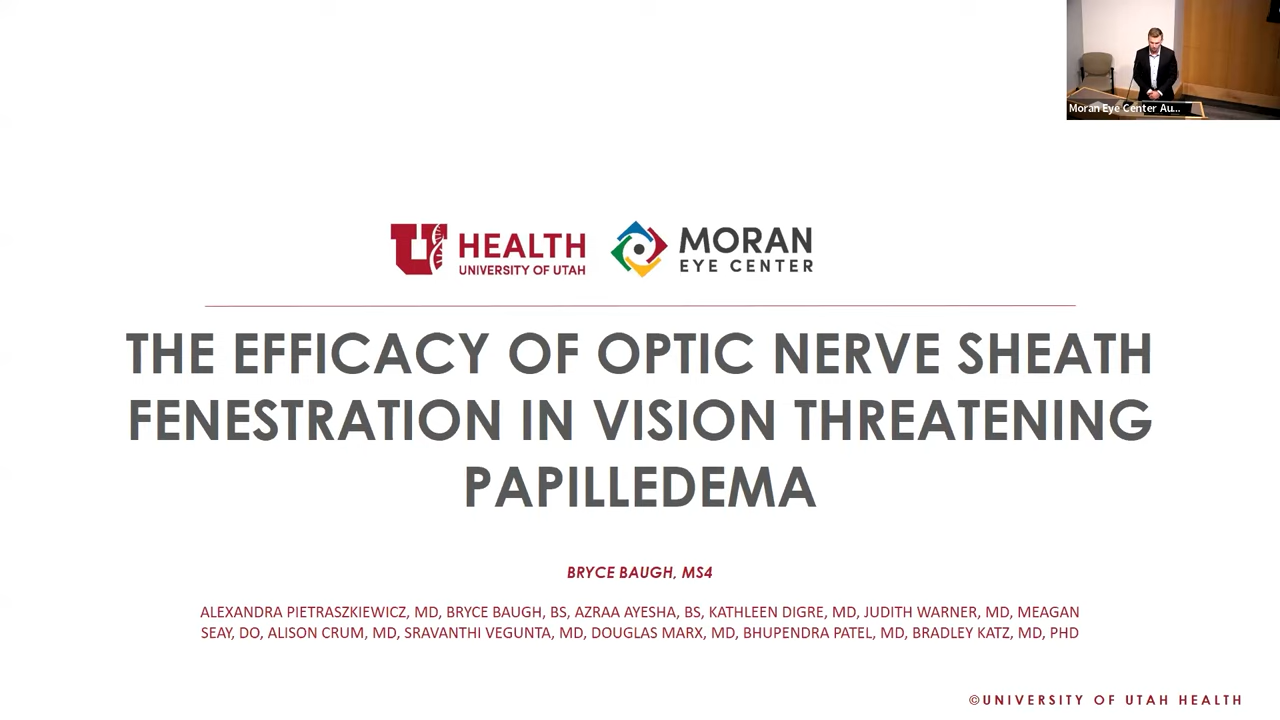 Moran Eye Center Au...
HEALTH
UNIVERSITY OF UTAH
MORAN
EYE CENTER
THE EFFICACY OF OPTIC NERVE SHEATH
FENESTRATION IN VISION THREATENING
PAPILLEDEMA
BRYCE BAUGH, MS4
ALEXANDRA PIETRASZKIEWICZ, MD, BRYCE BAUGH, BS, AZRAA AYESHA, BS, KATHLEEN DIGRE, MD, JUDITH WARNER, MD, MEAGAN
SEAY, DO, ALISON CRUM, MD, SRAVANTHI VEGUNTA, MD, DOUGLAS MARX, MD, BHUPENDRA PATEL, MD, BRADLEY KATZ, MD, PHD
©UNIVERSITY OF UTAH HEALTH